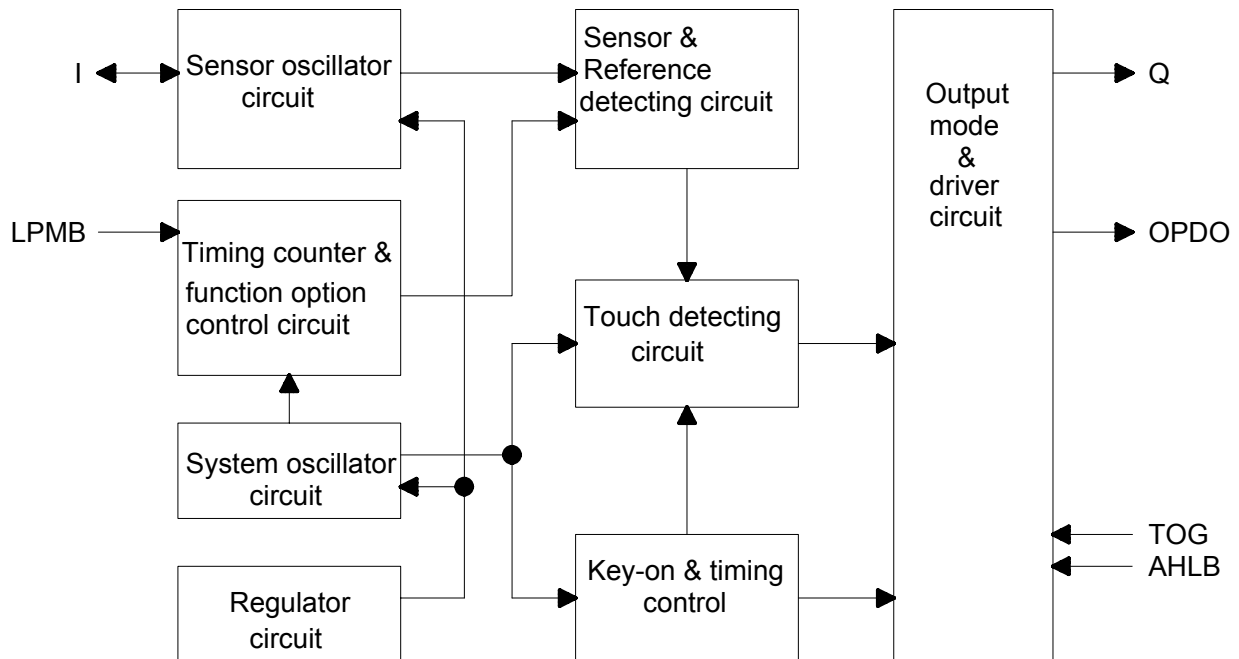 I
Sensor oscillator
circuit
Sensor &
Reference
detecting circuit
Output
mode
&
driver
circuit
Q
LPMB
Timing counter &
function option
control circuit
OPDO
Touch detecting
circuit
System oscillator
circuit
Regulator
circuit
Key-on & timing
control
TOG
AHLB